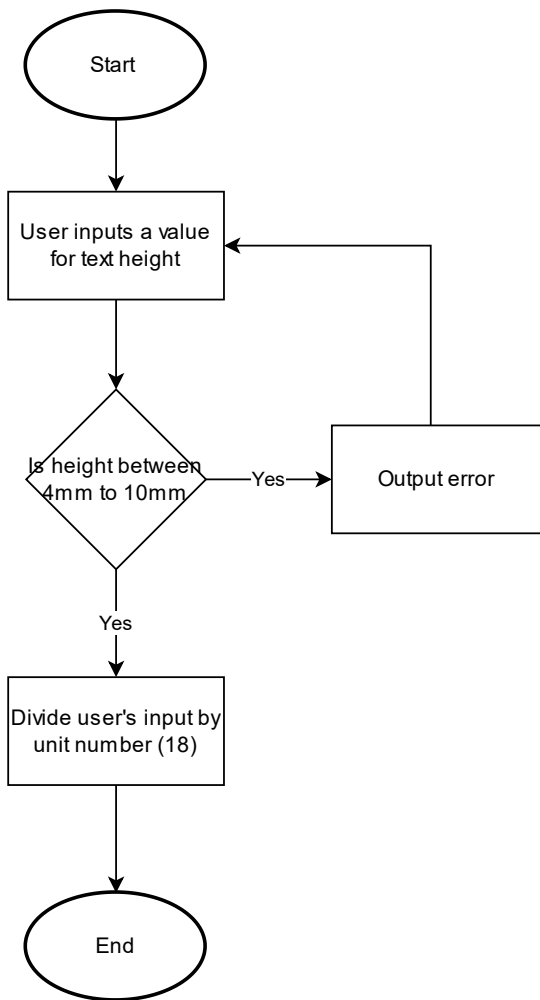 Start
User inputs a value
for text height
Is height between
4mm to 10mm
Yes
Output error
Yes
Divide user's input by
unit number (18)
End